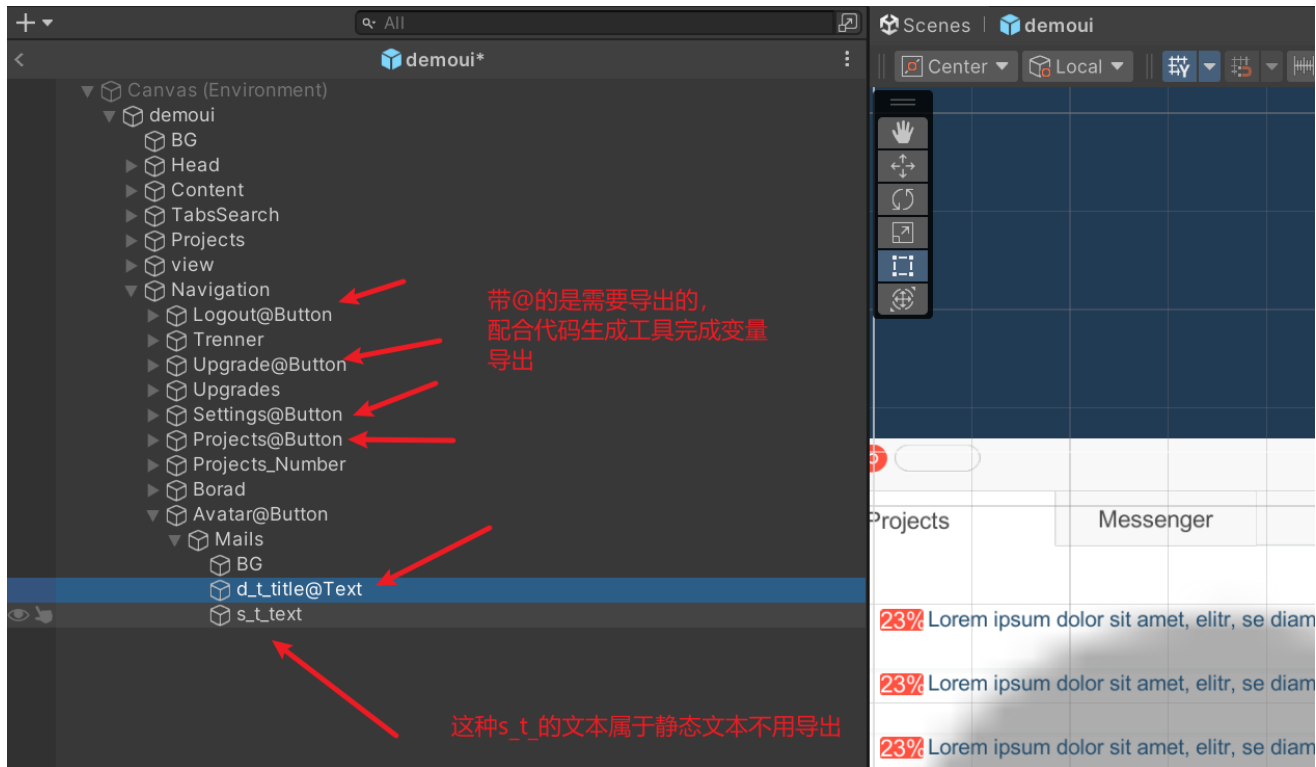 All
Scenes
demoui
demoui*
Center
Local
Canvas (Environment)
demoui
BG
Head
Content
TabsSearch
Projects
view
Navigation
Logout@Button
Trenner
Upgrade@Button
Upgrades
Settings@Button
Projects@Button
Projects_Number
Borad
Avatar@Button
Mails
BG
d_t_title@Text
s_t_text
带@的是需要导出的，
配合代码生成工具完成变量
导出
这种s_t_的文本属于静态文本不用导出
Projects
Messenger
23% Lorem ipsum dolor sit amet, elitr, se diam
23% Lorem ipsum dolor sit amet, elitr, se diam
23% Lorem ipsum dolor sit amet, elitr, se diam